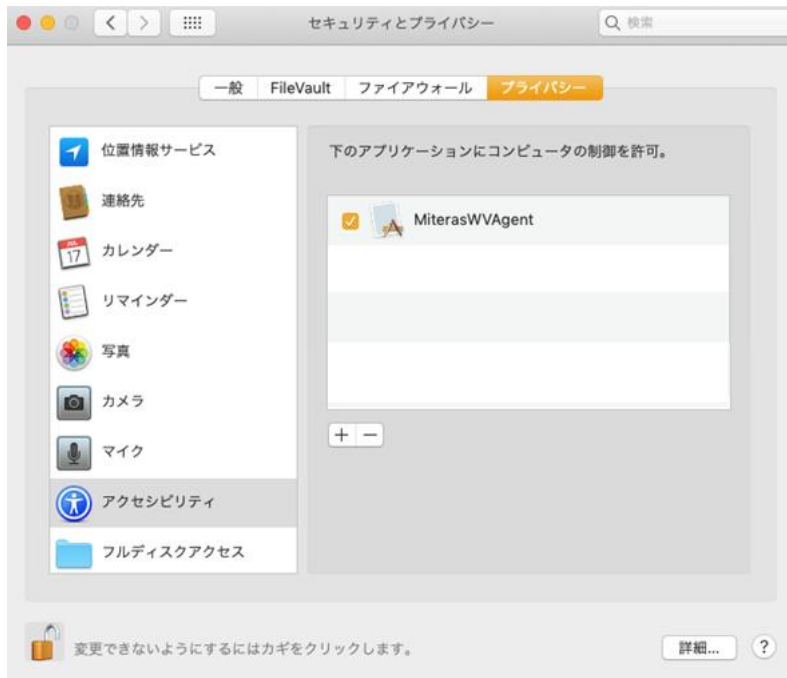 セキュリティとプライバシー
検索
一般
FileVault
ファイアウォール
プライバシー
位置情報サービス
連絡先
17
カレンダー
リマインダー
写真
カメラ
マイク
アクセシビリティ
フルディスクアクセス
下のアプリケーションにコンピュータの制御を許可。
MiterasWVAgent
+ −
変更できないようにするにはカギをクリックします。
詳細...
?